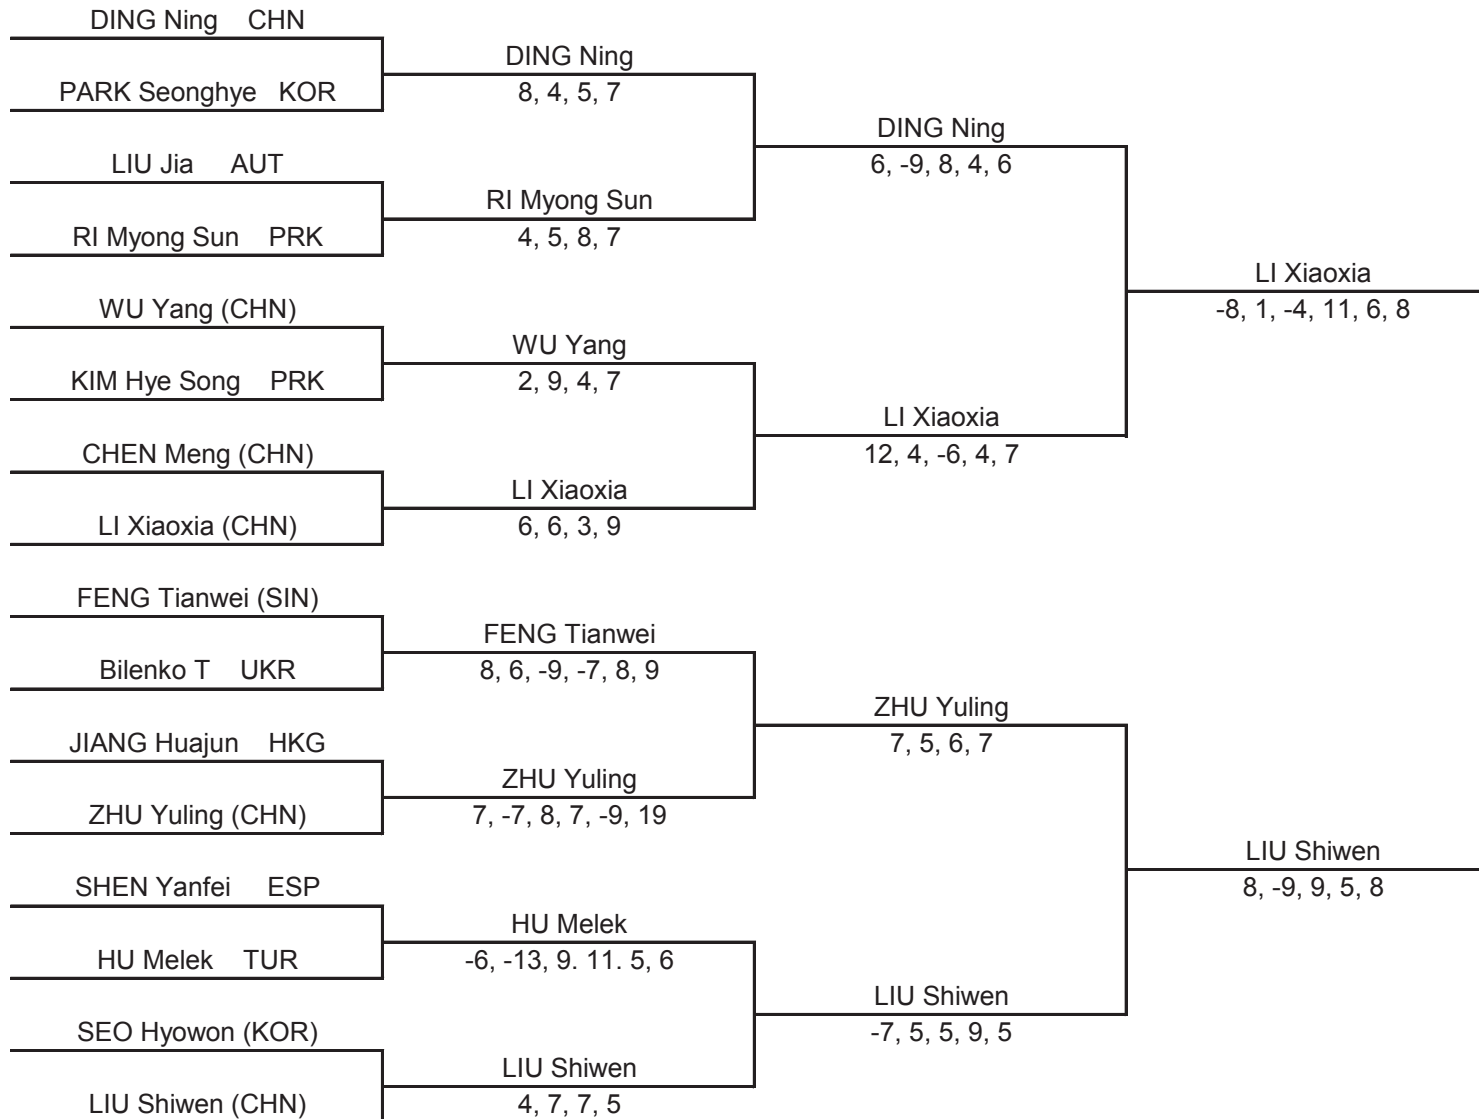 DING Ning CHN
DING Ning
PARK Seonghye KOR
8, 4, 5, 7
DING Ning
LIU Jia AUT
6, -9, 8, 4, 6
RI Myong Sun
RI Myong Sun PRK
4, 5, 8, 7
LI Xiaoxia
WU Yang (CHN)
-8, 1, -4, 11, 6, 8
WU Yang
KIM Hye Song PRK
2, 9, 4, 7
LI Xiaoxia
CHEN Meng (CHN)
12, 4, -6, 4, 7
LI Xiaoxia
LI Xiaoxia (CHN)
6, 6, 3, 9
FENG Tianwei (SIN)
FENG Tianwei
Bilenko T UKR
8, 6, -9, -7, 8, 9
ZHU Yuling
JIANG Huajun HKG
7, 5, 6, 7
ZHU Yuling
ZHU Yuling (CHN)
7, -7, 8, 7, -9, 19
LIU Shiwen
SHEN Yanfei ESP
8, -9, 9, 5, 8
HU Melek
HU Melek TUR
-6, -13, 9. 11. 5, 6
LIU Shiwen
SEO Hyowon (KOR)
-7, 5, 5, 9, 5
LIU Shiwen
LIU Shiwen (CHN)
4, 7, 7, 5